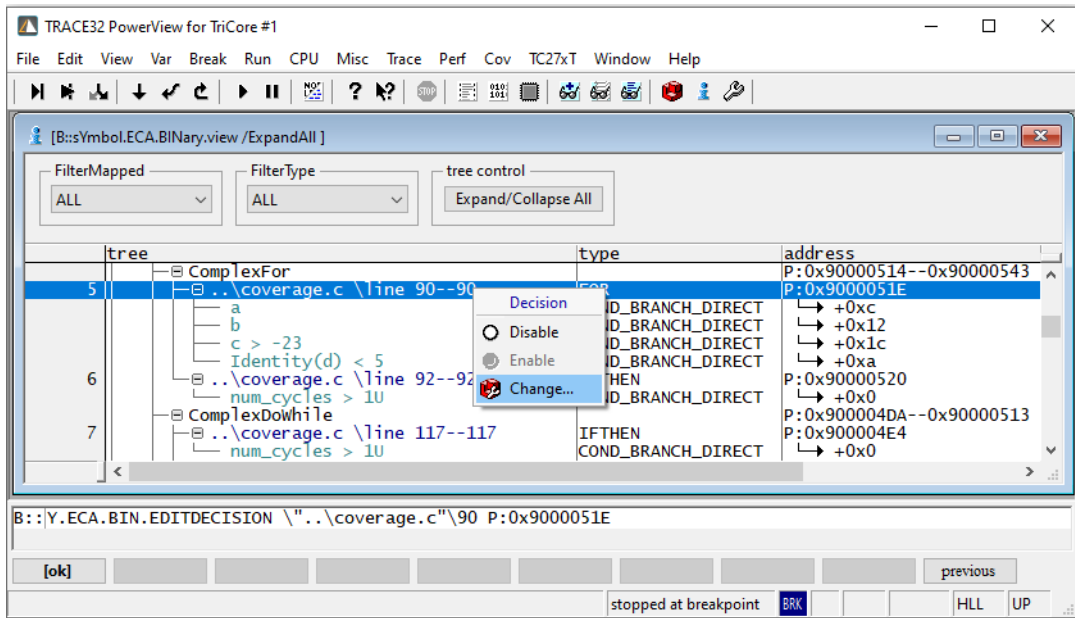 TRACE32 PowerView for TriCore #1
File Edit View Var Break Run CPU Misc Trace Perf Cov TC27xT Window Help
[B::sYmbol.ECA.BINary.view /ExpandAll ]
FilterMapped FilterType tree control
ALL ALL Expand/Collapse All
tree type address
ComplexFor P:0x90000514--0x90000543
5 ..\coverage.c \line 90--90 FOR P:0x9000051E
a ND_BRANCH_DIRECT +0xc
b ND_BRANCH_DIRECT +0x12
c > -23 ND_BRANCH_DIRECT +0x1c
Identity(d) < 5 ND_BRANCH_DIRECT +0xa
6 ..\coverage.c \line 92--92 THEN P:0x90000520
num_cycles > 1U ND_BRANCH_DIRECT +0x0
ComplexDoWhile P:0x900004DA--0x90000513
7 ..\coverage.c \line 117--117 IFTHEN P:0x900004E4
num_cycles > 1U COND_BRANCH_DIRECT +0x0
Decision
Disable
Enable
Change...
B::Y.ECA.BIN.EDITDECISION \"..\coverage.c"\90 P:0x9000051E
[ok] previous
stopped at breakpoint BRK HLL UP